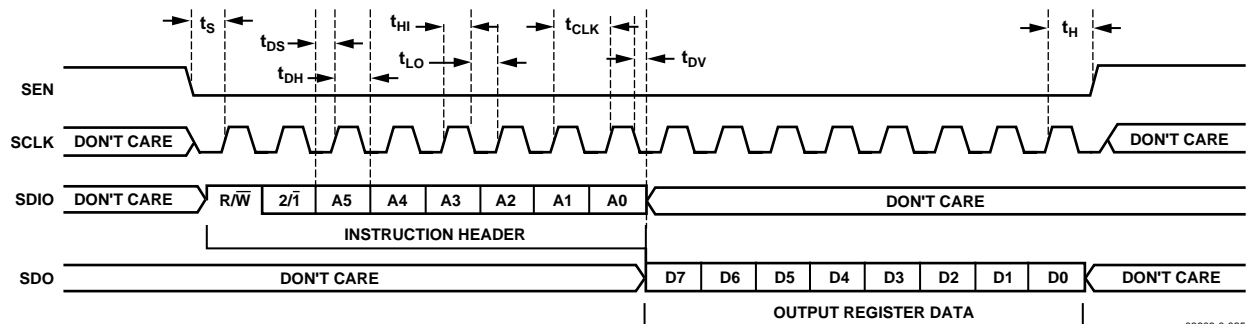 tS
tHI
tCLK
tH
tDS
tLO
tDV
tDH
SEN
SCLK DON'T CARE DON'T CARE
SDIO DON'T CARE R/W̅ 2/1̅ A5 A4 A3 A2 A1 A0 DON'T CARE
INSTRUCTION HEADER
SDO DON'T CARE D7 D6 D5 D4 D3 D2 D1 D0 DON'T CARE
OUTPUT REGISTER DATA